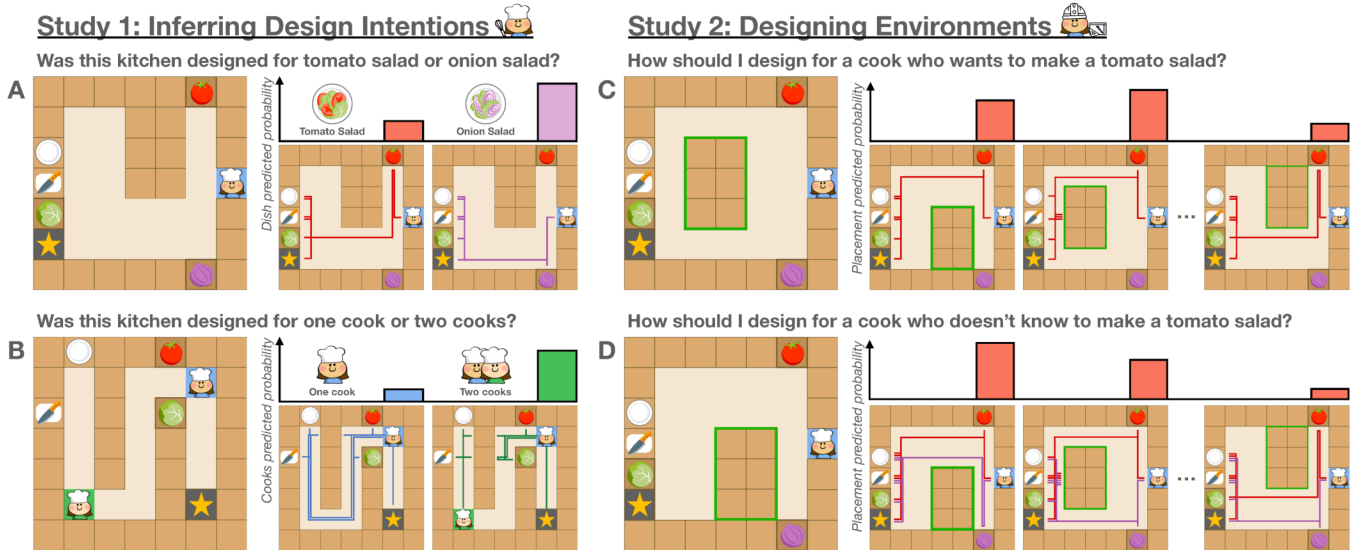 Study 1: Inferring Design Intentions
Study 2: Designing Environments
Was this kitchen designed for tomato salad or onion salad?
How should I design for a cook who wants to make a tomato salad?
A
Dish predicted probability
Tomato Salad
Onion Salad
C
Placement predicted probability
...
Was this kitchen designed for one cook or two cooks?
How should I design for a cook who doesn't know to make a tomato salad?
B
Cooks predicted probability
One cook
Two cooks
D
Placement predicted probability
...